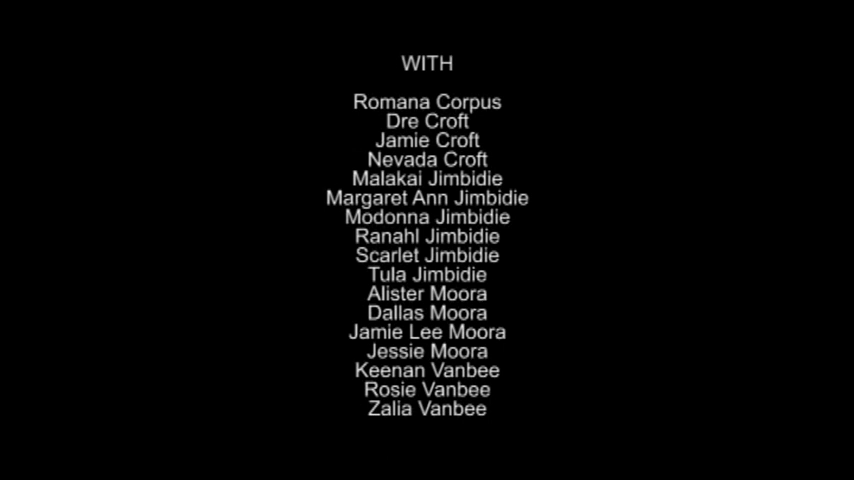 WITH
Romana Corpus
Dre Croft
Jamie Croft
Nevada Croft
Malakai Jimbidie
Margaret Ann Jimbidie
Modonna Jimbidie
Ranahl Jimbidie
Scarlet Jimbidie
Tula Jimbidie
Alister Moora
Dallas Moora
Jamie Lee Moora
Jessie Moora
Keenan Vanbee
Rosie Vanbee
Zalia Vanbee